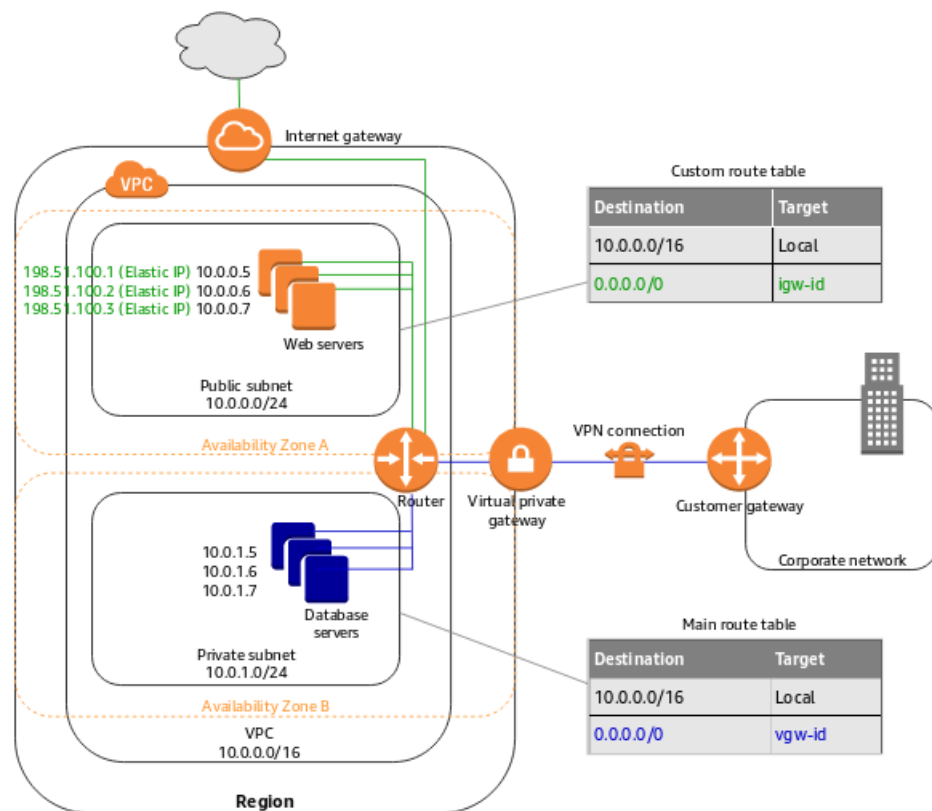 Internet gateway
VPC
Custom route table
Destination Target
10.0.0.0/16 Local
0.0.0.0/0 igw-id
198.51.100.1 (Elastic IP) 10.0.0.5
198.51.100.2 (Elastic IP) 10.0.0.6
198.51.100.3 (Elastic IP) 10.0.0.7
Web servers
Public subnet
10.0.0.0/24
Availability Zone A
VPN connection
Router
Virtual private
gateway
Customer gateway
Corporate network
10.0.1.5
10.0.1.6
10.0.1.7
Database
servers
Private subnet
10.0.1.0/24
Main route table
Destination Target
10.0.0.0/16 Local
0.0.0.0/0 vgw-id
Availability Zone B
VPC
10.0.0.0/16
Region